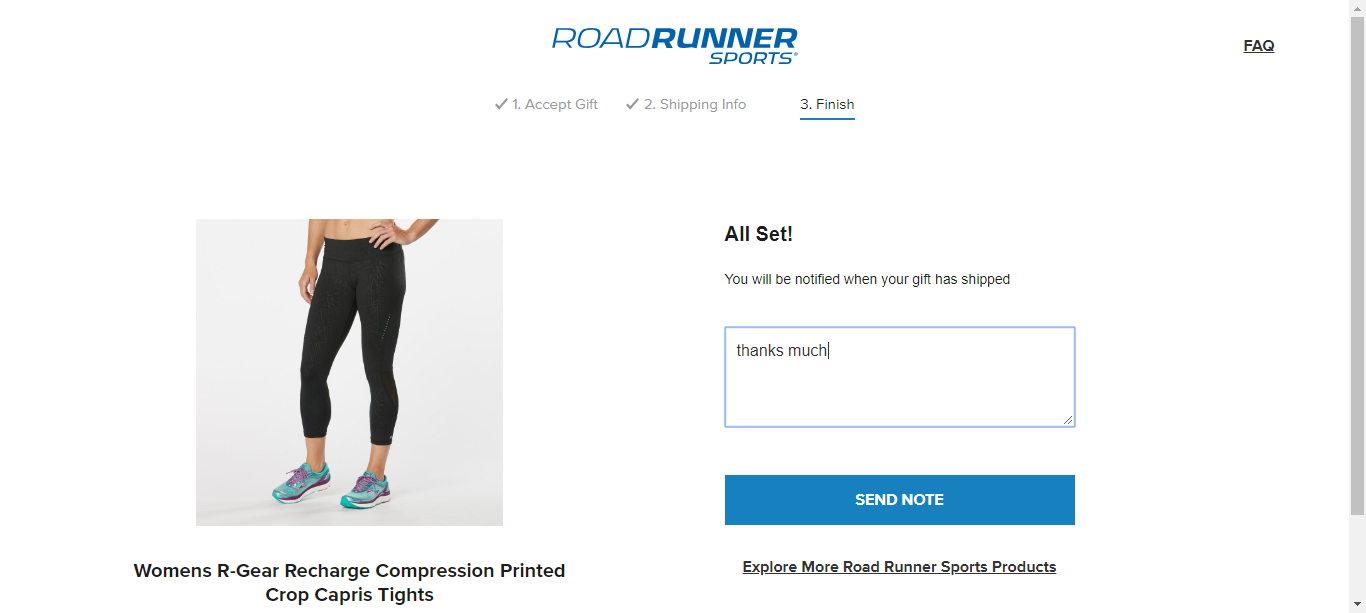 ROADRUNNER
SPORTS
FAQ
1. Accept Gift
2. Shipping Info
3. Finish
All Set!
You will be notified when your gift has shipped
thanks much
SEND NOTE
Explore More Road Runner Sports Products
Womens R-Gear Recharge Compression Printed
Crop Capris Tights